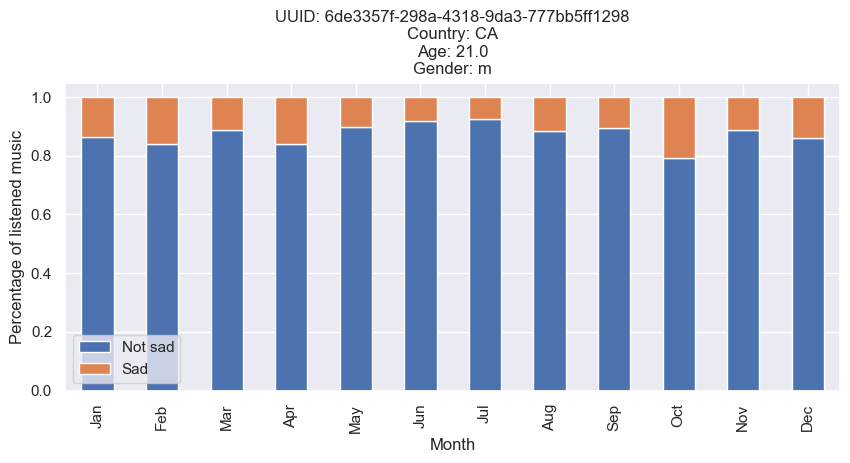 UUID: 6de3357f-298a-4318-9da3-777bb5ff1298
Country: CA
Age: 21.0
Gender: m
Percentage of listened music
1.0
0.8
0.6
0.4
0.2
0.0
Not sad
Sad
Jan Feb Mar Apr May Jun Jul Aug Sep Oct Nov Dec
Month